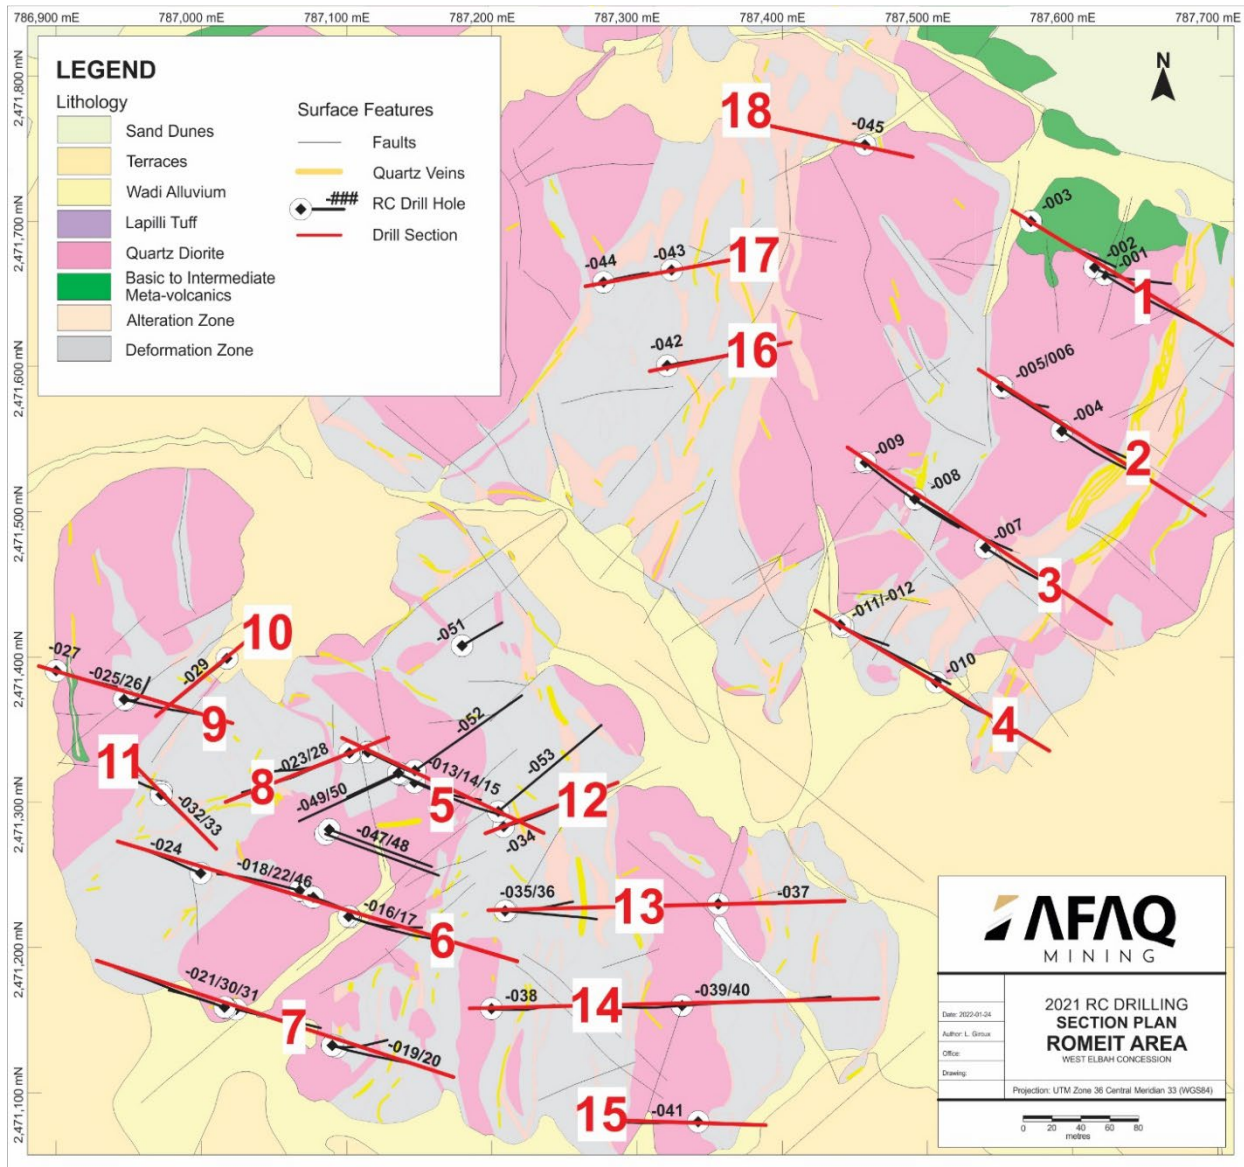 786,900 mE
787,000 mE
787,100 mE
787,200 mE
787,300 mE
787,400 mE
787,500 mE
787,600 mE
787,700 mE
2,471,800 mN
2,471,700 mN
2,471,600 mN
2,471,500 mN
2,471,400 mN
2,471,300 mN
2,471,200 mN
2,471,100 mN
LEGEND
Lithology
Sand Dunes
Terraces
Wadi Alluvium
Lapilli Tuff
Quartz Diorite
Basic to Intermediate
Meta-volcanics
Alteration Zone
Deformation Zone
Surface Features
Faults
Quartz Veins
-###
RC Drill Hole
Drill Section
N
18
-045
-003
-002
-001
1
-044
-043
17
-042
16
-005/006
-004
2
-009
-008
-007
3
-011/-012
-010
4
10
-051
-027
-025/26
-029
9
-052
11
-023/28
8
-013/14/15
-053
5
12
-049/50
-032/33
-034
-047/48
-024
-018/22/46
-035/36
13
-037
-016/17
6
-021/30/31
-038
14
-039/40
7
-019/20
15
-041
AFAQ
MINING
Date: 2022-01-24
Author: L. Giroux
Office:
Drawing:
2021 RC DRILLING
SECTION PLAN
ROMEIT AREA
WEST ELBAH CONCESSION
Projection: UTM Zone 36 Central Meridian 33 (WGS84)
0 20 40 60 80
metres